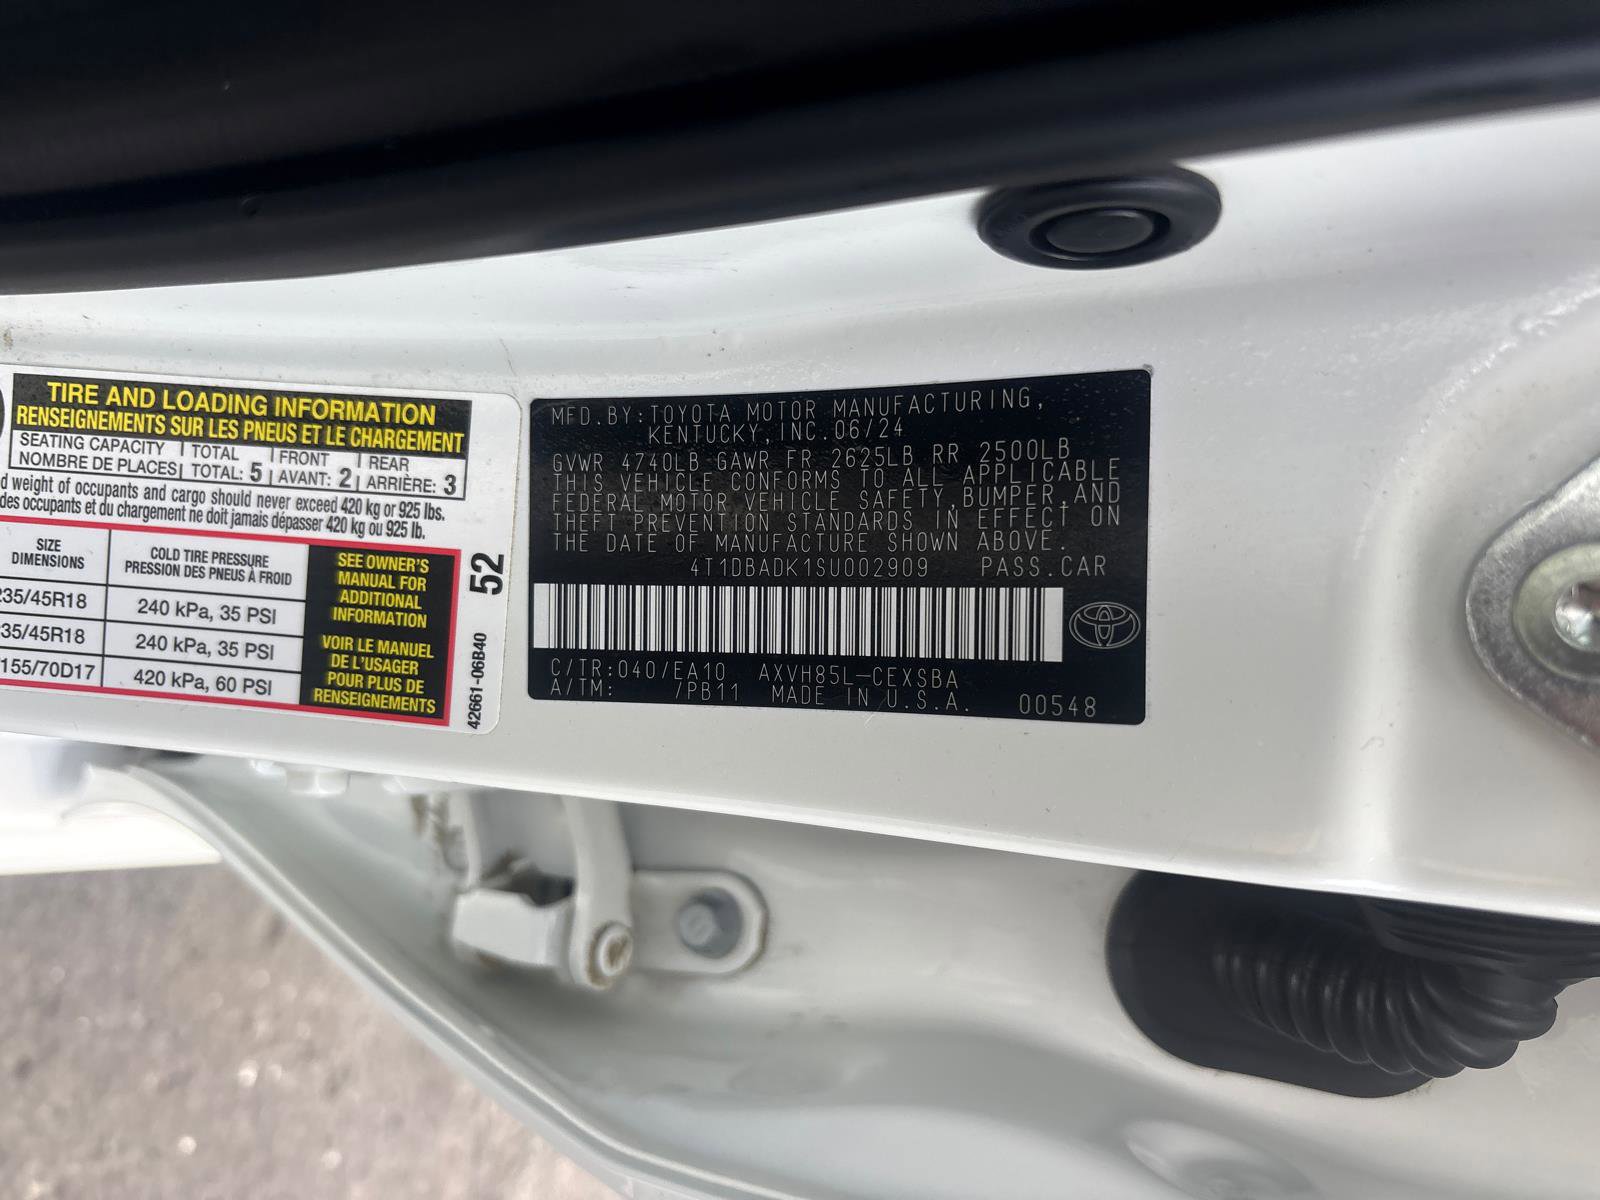 TIRE AND LOADING INFORMATION
RENSEIGNEMENTS SUR LES PNEUS ET LE CHARGEMENT
SEATING CAPACITY TOTAL FRONT REAR
NOMBRE DE PLACES TOTAL: 5 AVANT: 2 ARRIÈRE: 3
weight of occupants and cargo should never exceed 420 kg or 925 lbs.
des occupants et du chargement ne doit jamais dépasser 420 kg ou 925 lb.
SIZE
DIMENSIONS
COLD TIRE PRESSURE
PRESSION DES PNEUS À FROID
35/45R18 240 kPa, 35 PSI
35/45R18 240 kPa, 35 PSI
155/70D17 420 kPa, 60 PSI
SEE OWNER'S
MANUAL FOR
ADDITIONAL
INFORMATION
VOIR LE MANUEL
DE L'USAGER
POUR PLUS DE
RENSEIGNEMENTS
52
42661-06B40
MFD.BY:TOYOTA MOTOR MANUFACTURING,
KENTUCKY,INC.06/24
GVWR 4740LB GAWR FR 2625LB RR 2500LB
THIS VEHICLE CONFORMS TO ALL APPLICABLE
FEDERAL MOTOR VEHICLE SAFETY,BUMPER,AND
THEFT PREVENTION STANDARDS IN EFFECT ON
THE DATE OF MANUFACTURE SHOWN ABOVE.
4T1DBADK1SU002909 PASS.CAR
C/TR:040/EA10 AXVH85L-CEXSBA
A/TM: /PB11 MADE IN U.S.A. 00548